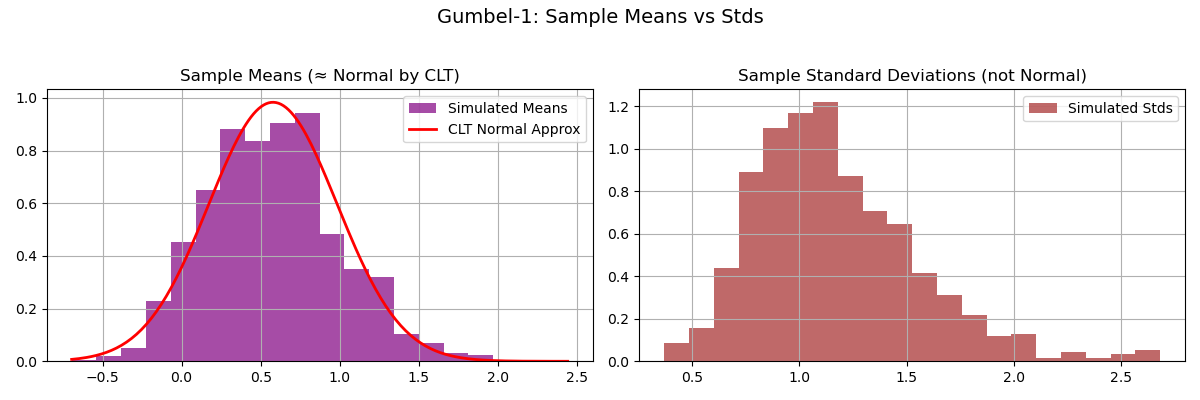 Gumbel-1: Sample Means vs Stds
Sample Means (≈ Normal by CLT)
Simulated Means
CLT Normal Approx
1.0
0.8
0.6
0.4
0.2
0.0
−0.5 0.0 0.5 1.0 1.5 2.0 2.5
Sample Standard Deviations (not Normal)
Simulated Stds
1.2
1.0
0.8
0.6
0.4
0.2
0.0
0.5 1.0 1.5 2.0 2.5